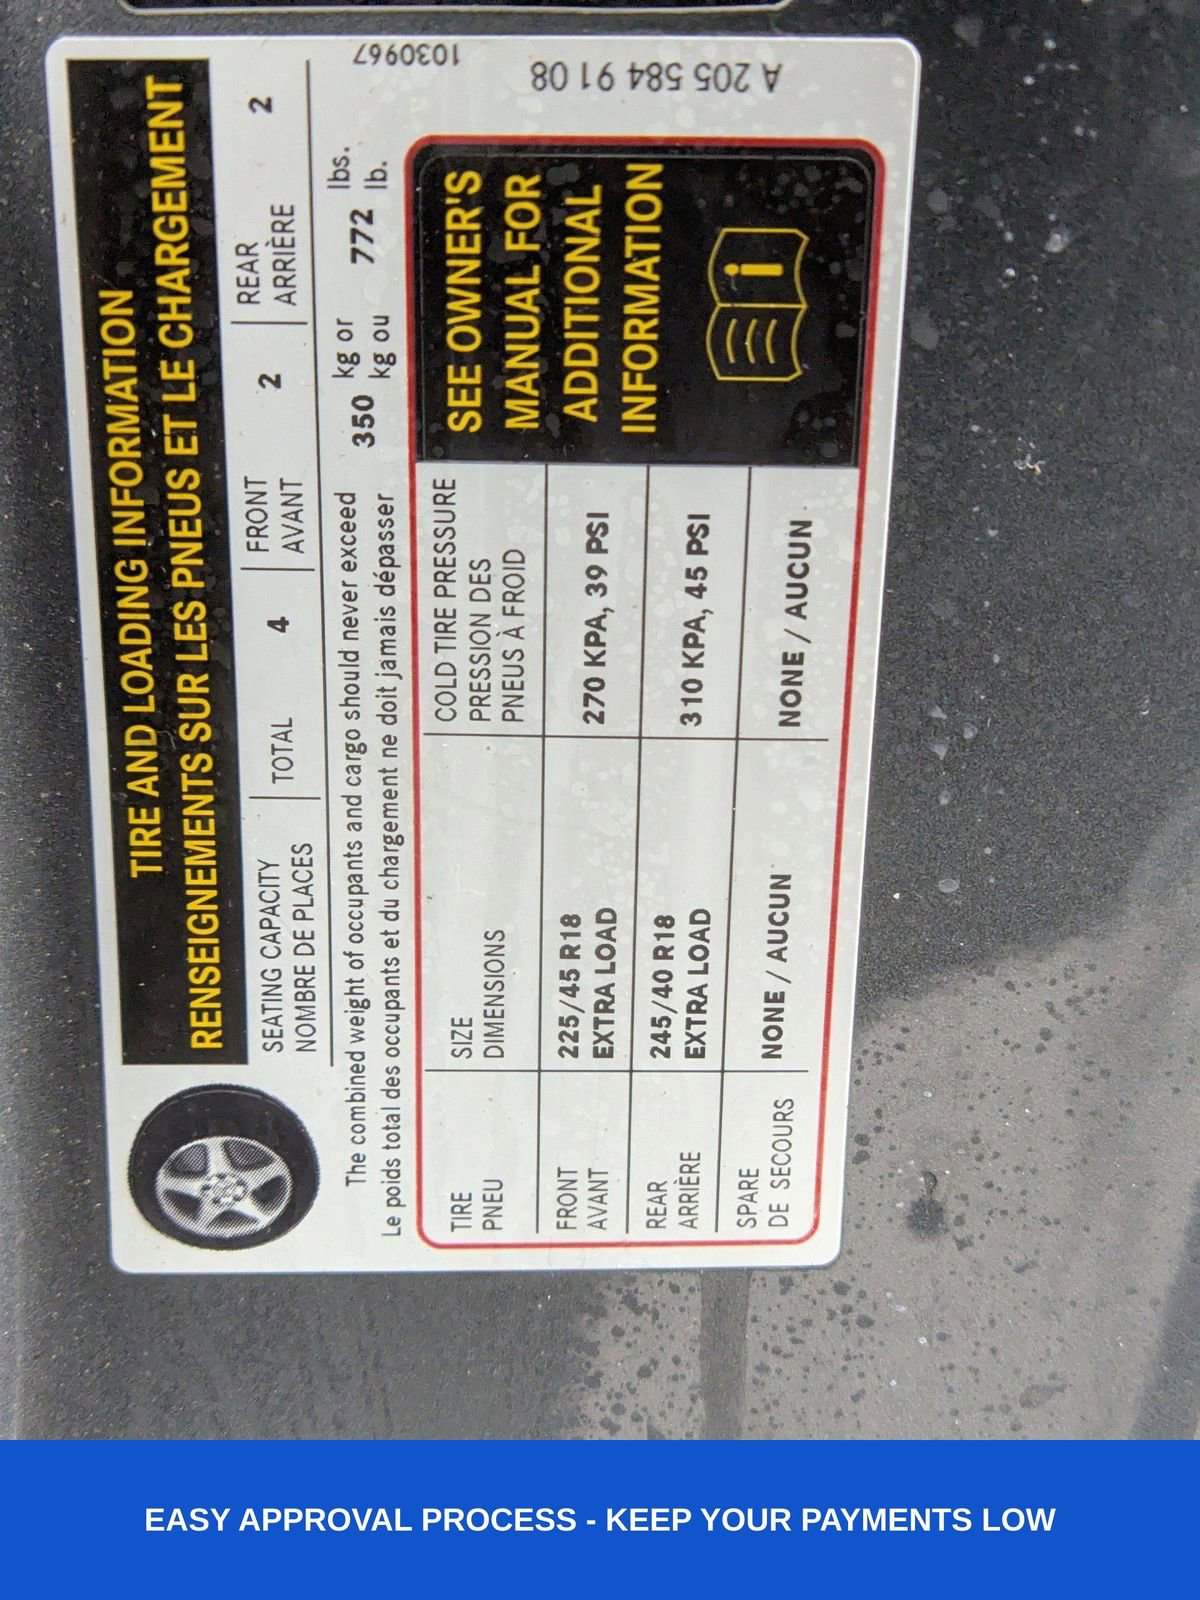 TIRE AND LOADING INFORMATION
RENSEIGNEMENTS SUR LES PNEUS ET LE CHARGEMENT
SEATING CAPACITY
NOMBRE DE PLACES
TOTAL 4
FRONT
AVANT
2
REAR
ARRIÈRE
2
The combined weight of occupants and cargo should never exceed
Le poids total des occupants et du chargement ne doit jamais dépasser
350
kg or
kg ou
772
lbs.
lb.
TIRE
PNEU
SIZE
DIMENSIONS
COLD TIRE PRESSURE
PRESSION DES
PNEUS À FROID
FRONT
AVANT
225/45 R18
EXTRA LOAD
270 KPA, 39 PSI
REAR
ARRIÈRE
245/40 R18
EXTRA LOAD
310 KPA, 45 PSI
SPARE
DE SECOURS
NONE / AUCUN
NONE / AUCUN
SEE OWNER'S
MANUAL FOR
ADDITIONAL
INFORMATION
i
1030967
A 205 584 91 08
EASY APPROVAL PROCESS - KEEP YOUR PAYMENTS LOW